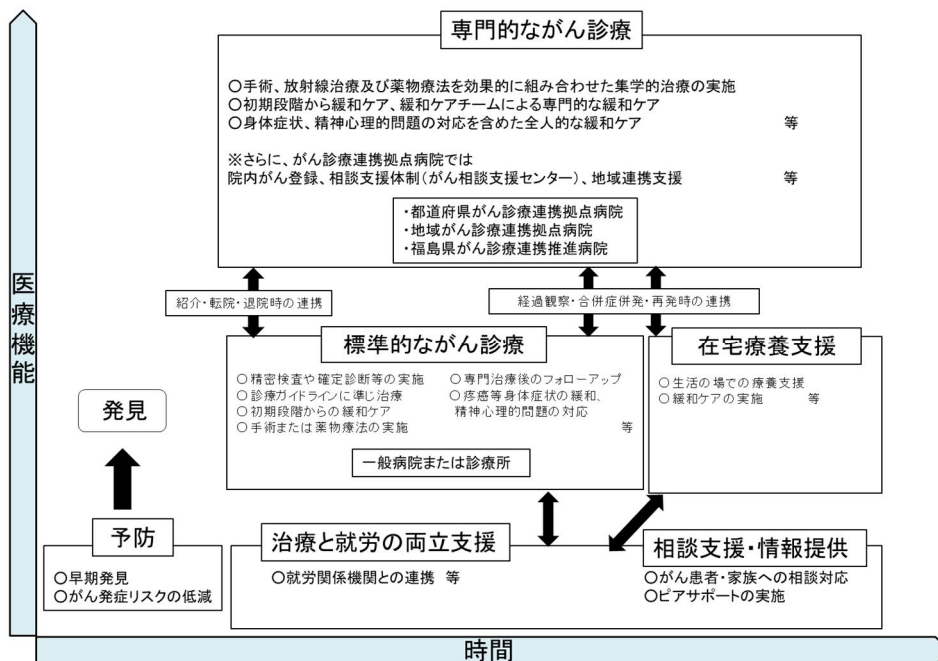 専門的ながん診療
○手術、放射線治療及び薬物療法を効果的に組み合わせた集学的治療の実施
○初期段階から緩和ケア、緩和ケアチームによる専門的な緩和ケア
○身体症状、精神心理的問題の対応を含めた全人的な緩和ケア 等
※さらに、がん診療連携拠点病院では
院内がん登録、相談支援体制(がん相談支援センター)、地域連携支援 等
・都道府県がん診療連携拠点病院
・地域がん診療連携拠点病院
・福島県がん診療連携推進病院
医療機能
紹介・転院・退院時の連携
経過観察・合併症併発・再発時の連携
標準的ながん診療
○精密検査や確定診断等の実施
○診療ガイドラインに準じ治療
○初期段階からの緩和ケア
○手術または薬物療法の実施
○専門治療後のフォローアップ
○疼癌等身体症状の緩和、
精神心理的問題の対応
等
一般病院または診療所
在宅療養支援
○生活の場での療養支援
○緩和ケアの実施 等
発見
予防
○早期発見
○がん発症リスクの低減
治療と就労の両立支援
○就労関係機関との連携 等
相談支援・情報提供
○がん患者・家族への相談対応
○ピアサポートの実施
時間